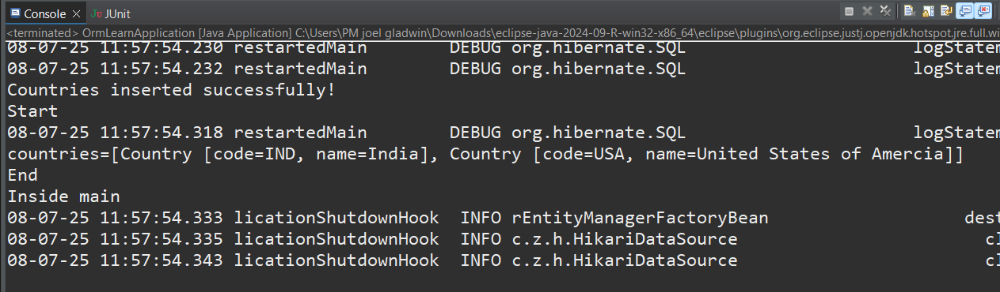 Console JUnit
<terminated> OrmLearnApplication [Java Application] C:\Users\PM joel gladwin\Downloads\eclipse-java-2024-09-R-win32-x86_64\eclipse\plugins\org.eclipse.justj.openjdk.hotspot.jre.full.wi
08-07-25 11:57:54.230 restartedMain DEBUG org.hibernate.SQL logStatem
08-07-25 11:57:54.232 restartedMain DEBUG org.hibernate.SQL logStatem
Countries inserted successfully!
Start
08-07-25 11:57:54.318 restartedMain DEBUG org.hibernate.SQL logStatem
countries=[Country [code=IND, name=India], Country [code=USA, name=United States of Amercia]]
End
Inside main
08-07-25 11:57:54.333 licationShutdownHook INFO rEntityManagerFactoryBean dest
08-07-25 11:57:54.335 licationShutdownHook INFO c.z.h.HikariDataSource cl
08-07-25 11:57:54.343 licationShutdownHook INFO c.z.h.HikariDataSource cl